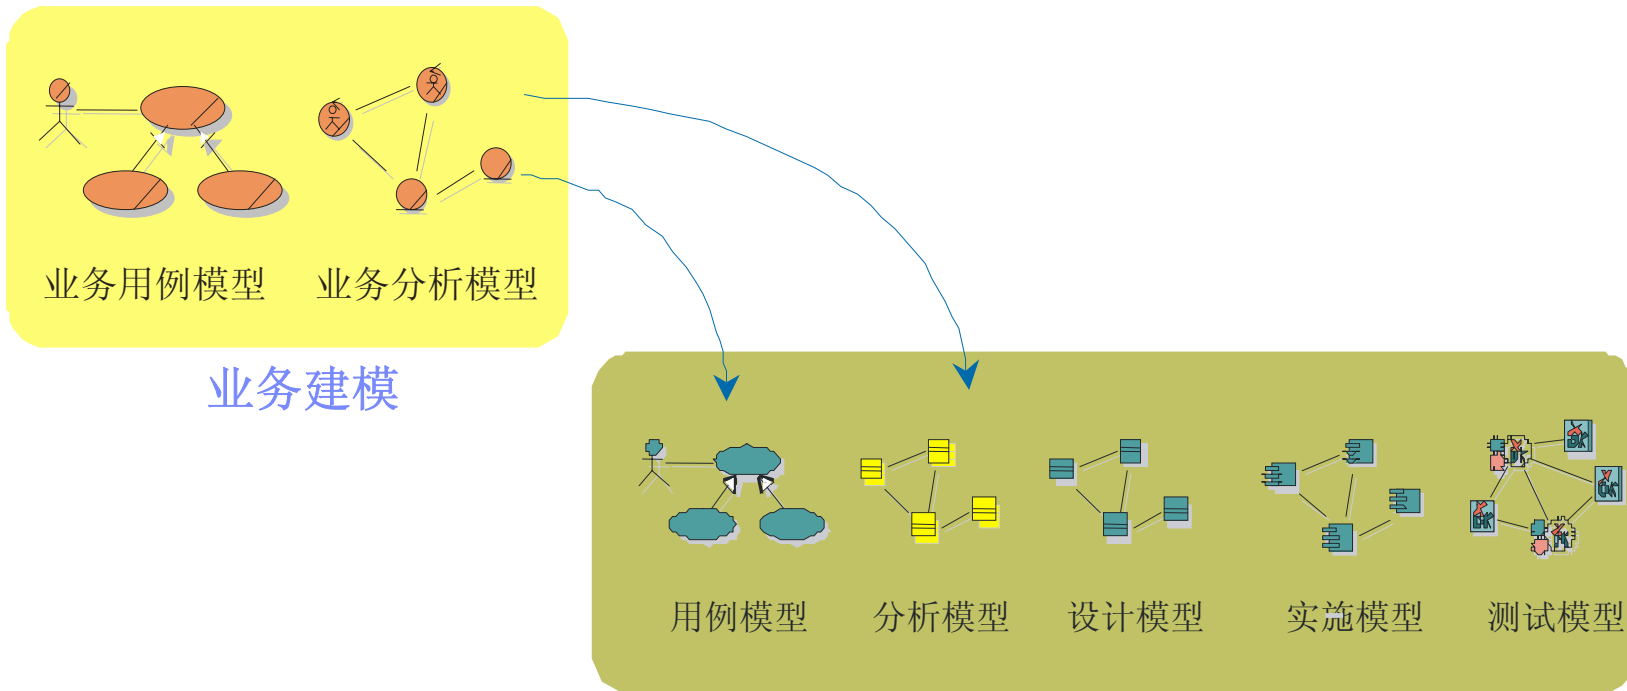 业务用例模型 业务分析模型
业务建模
用例模型 分析模型 设计模型 实施模型 测试模型